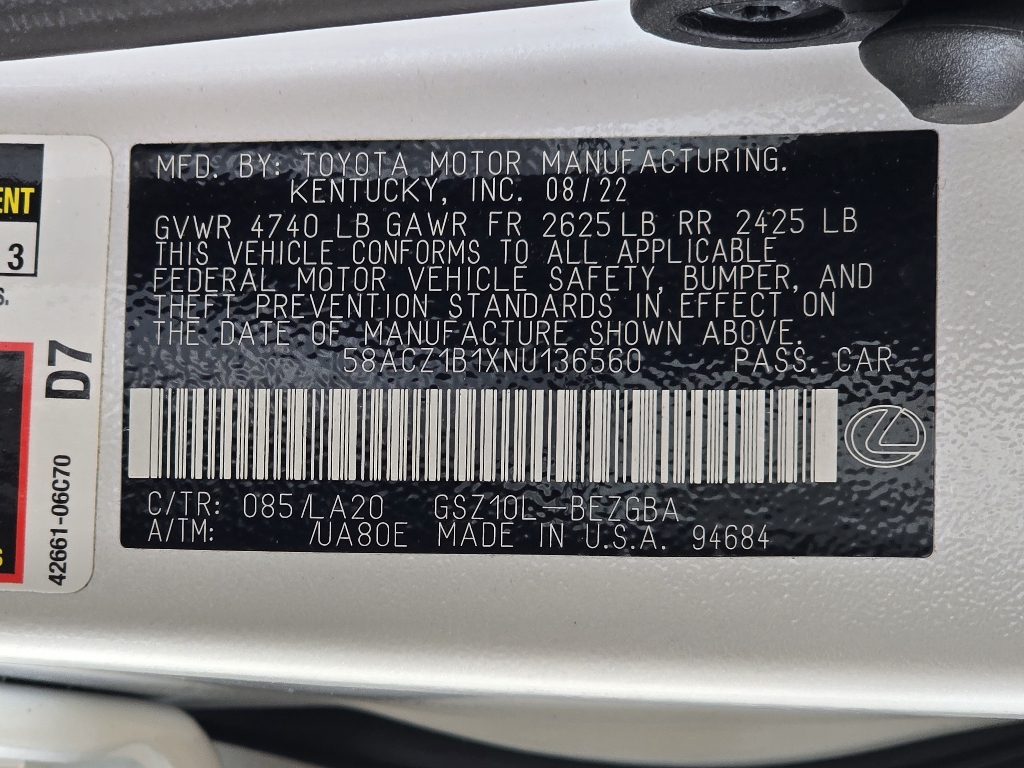 MFD. BY: TOYOTA MOTOR MANUFACTURING.
KENTUCKY, INC. 08/22
GVWR 4740 LB GAWR FR 2625 LB RR 2425 LB
THIS VEHICLE CONFORMS TO ALL APPLICABLE
FEDERAL MOTOR VEHICLE SAFETY, BUMPER, AND
THEFT PREVENTION STANDARDS IN EFFECT ON
THE DATE OF MANUFACTURE SHOWN ABOVE.
58ACZ1B1XNU136560 PASS. CAR
C/TR: 085/LA20 GSZ10L-BEZGBA
A/TM: /UA80E MADE IN U.S.A. 94684
ENT
3
S.
D7
42661-06C70
S